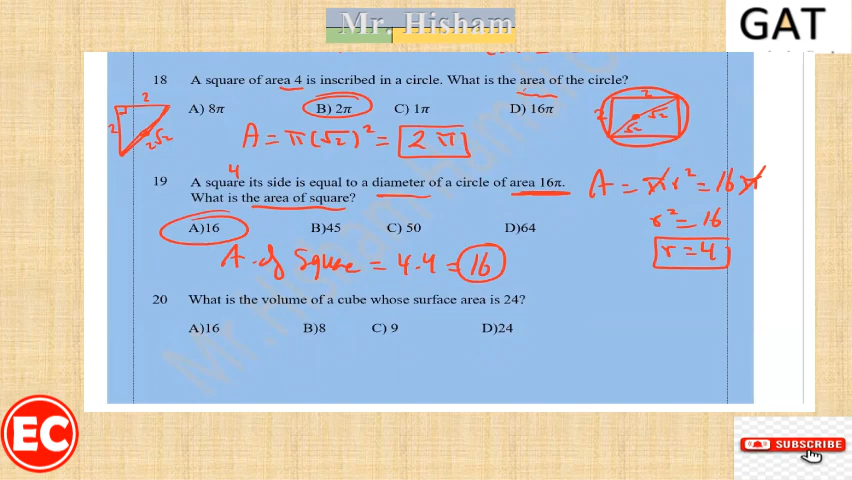 Mr. Hisham
GAT
18 A square of area 4 is inscribed in a circle. What is the area of the circle?
A) 8π B) 2π C) 1π D) 16π
2
2
2√2
2
2
√2
√2
A = π(√2)² = 2 π
4
19 A square its side is equal to a diameter of a circle of area 16π.
What is the area of square?
A = πr² = 16π
r² = 16
r = 4
A)16 B)45 C) 50 D)64
A. of Square = 4.4 = 16
20 What is the volume of a cube whose surface area is 24?
A)16 B)8 C) 9 D)24
EC
SUBSCRIBE